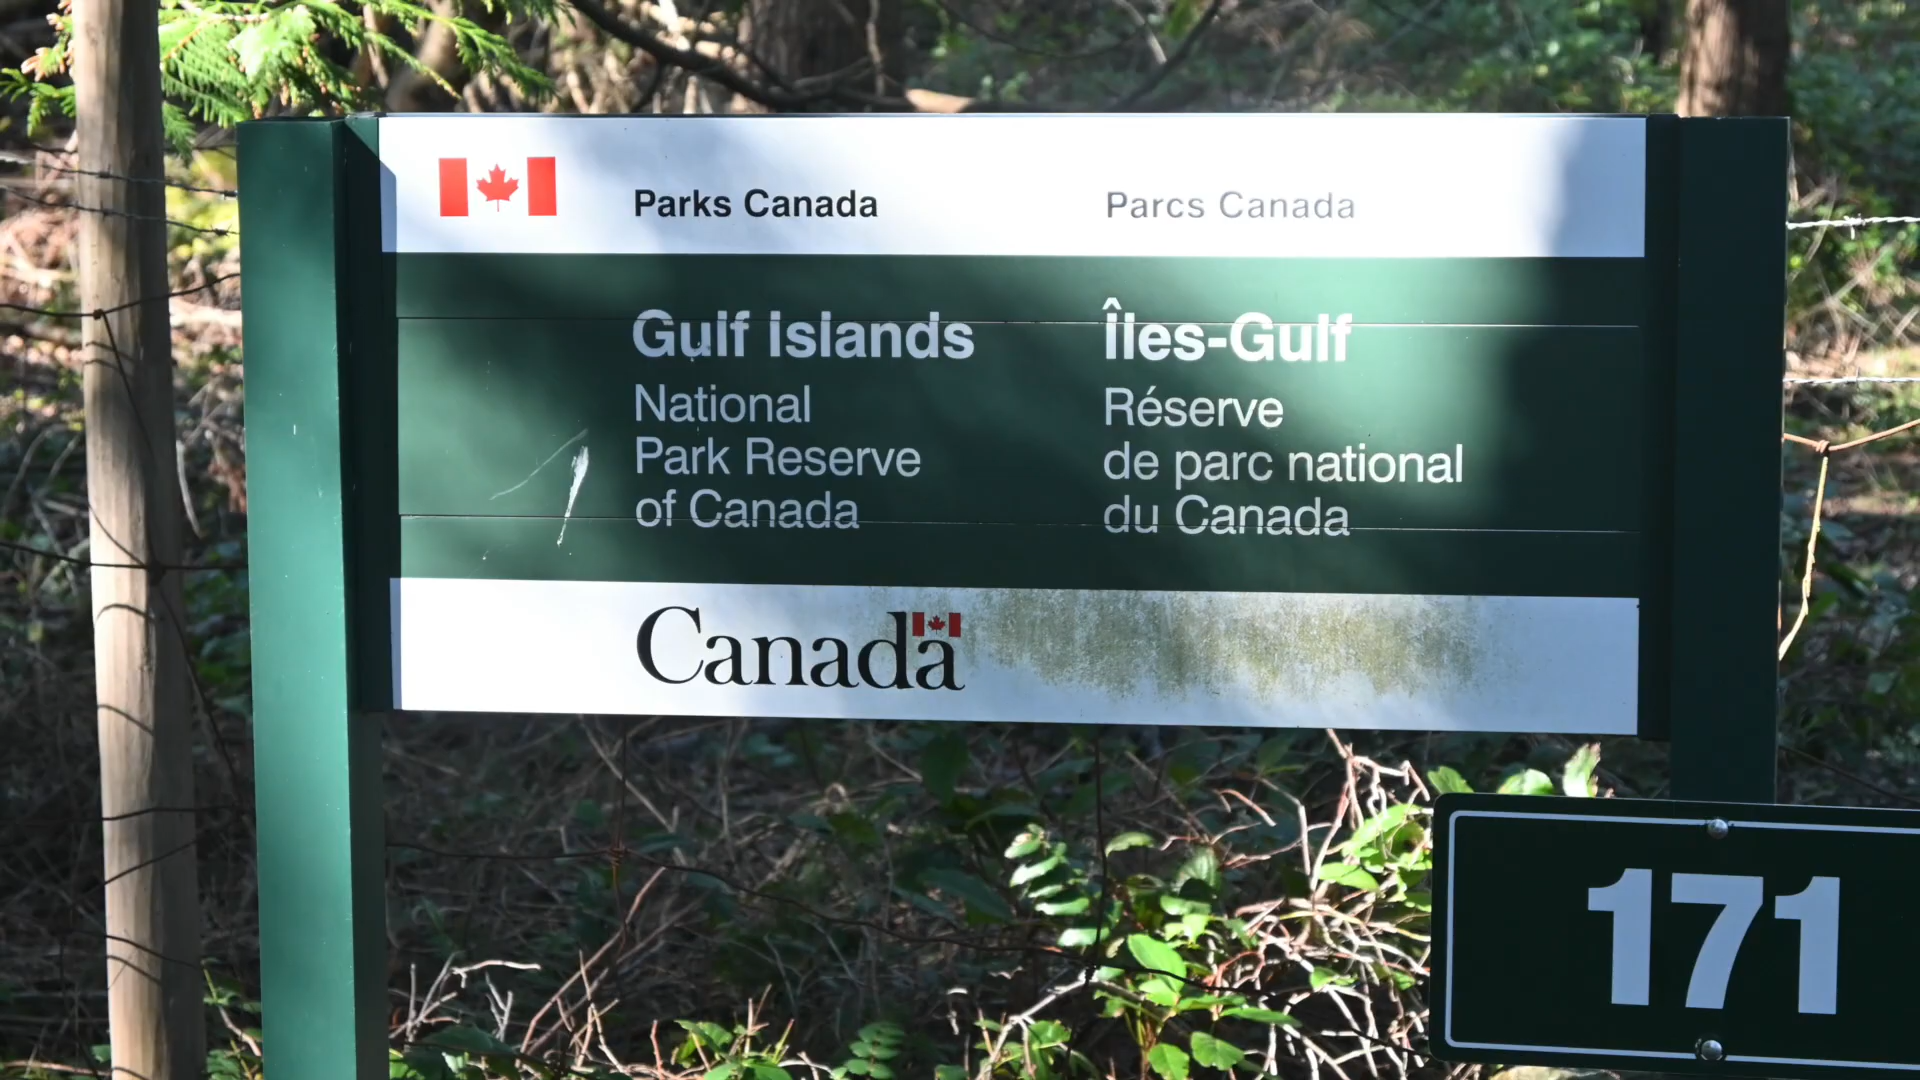 Parks Canada
Parcs Canada
Gulf Islands
National
Park Reserve
of Canada
Îles-Gulf
Réserve
de parc national
du Canada
Canada
171